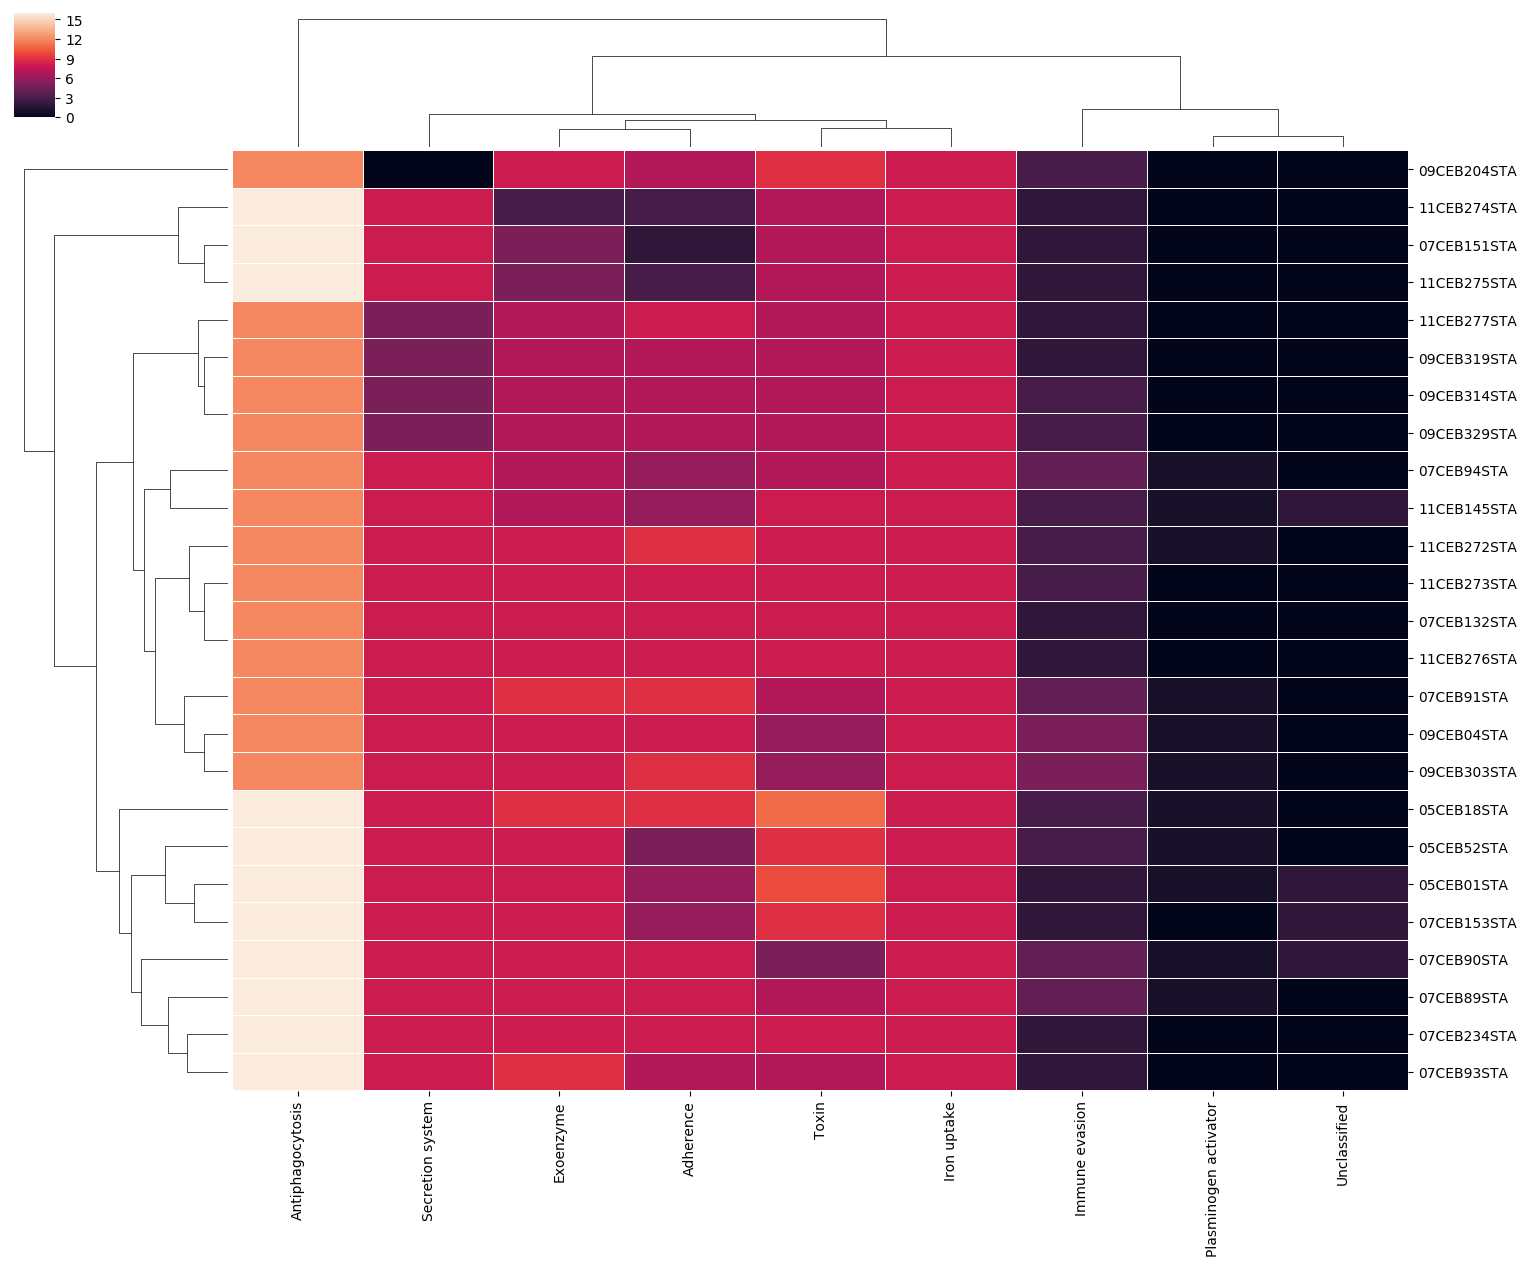 15
12
9
6
3
0
09CEB204STA
11CEB274STA
07CEB151STA
11CEB275STA
11CEB277STA
09CEB319STA
09CEB314STA
09CEB329STA
07CEB94STA
11CEB145STA
11CEB272STA
11CEB273STA
07CEB132STA
11CEB276STA
07CEB91STA
09CEB04STA
09CEB303STA
05CEB18STA
05CEB52STA
05CEB01STA
07CEB153STA
07CEB90STA
07CEB89STA
07CEB234STA
07CEB93STA
Antiphagocytosis
Secretion system
Exoenzyme
Adherence
Toxin
Iron uptake
Immune evasion
Plasminogen activator
Unclassified